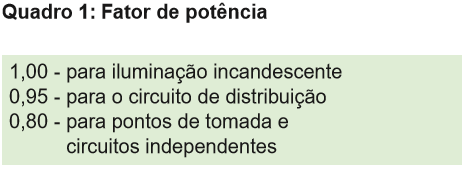 Quadro 1: Fator de potência
1,00 - para iluminação incandescente
0,95 - para o circuito de distribuição
0,80 - para pontos de tomada e
circuitos independentes